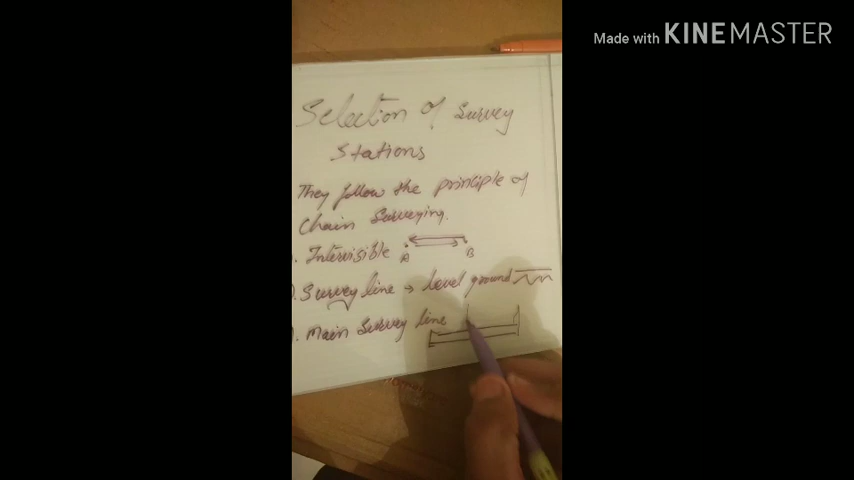 Made with KINEMASTER
Selection of Survey
Stations
They follow the principle of
Chain Surveying.
. Intervisible A B
. Survey line → Level ground
. Main Survey line